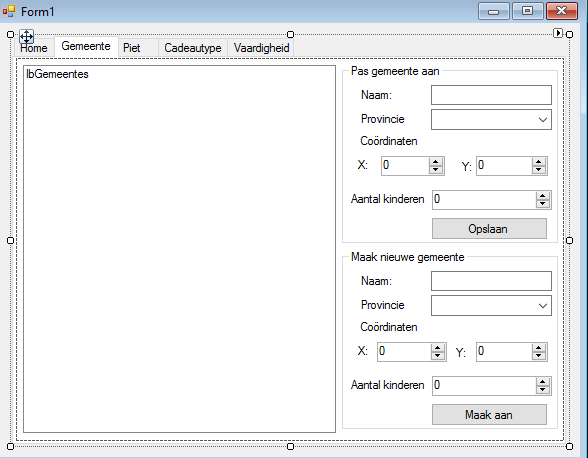 Form1
Home Gemeente Piet Cadeautype Vaardigheid
lbGemeentes
Pas gemeente aan
Naam:
Provincie
Coördinaten
X: 0 Y: 0
Aantal kinderen 0
Opslaan
Maak nieuwe gemeente
Naam:
Provincie
Coördinaten
X: 0 Y: 0
Aantal kinderen 0
Maak aan